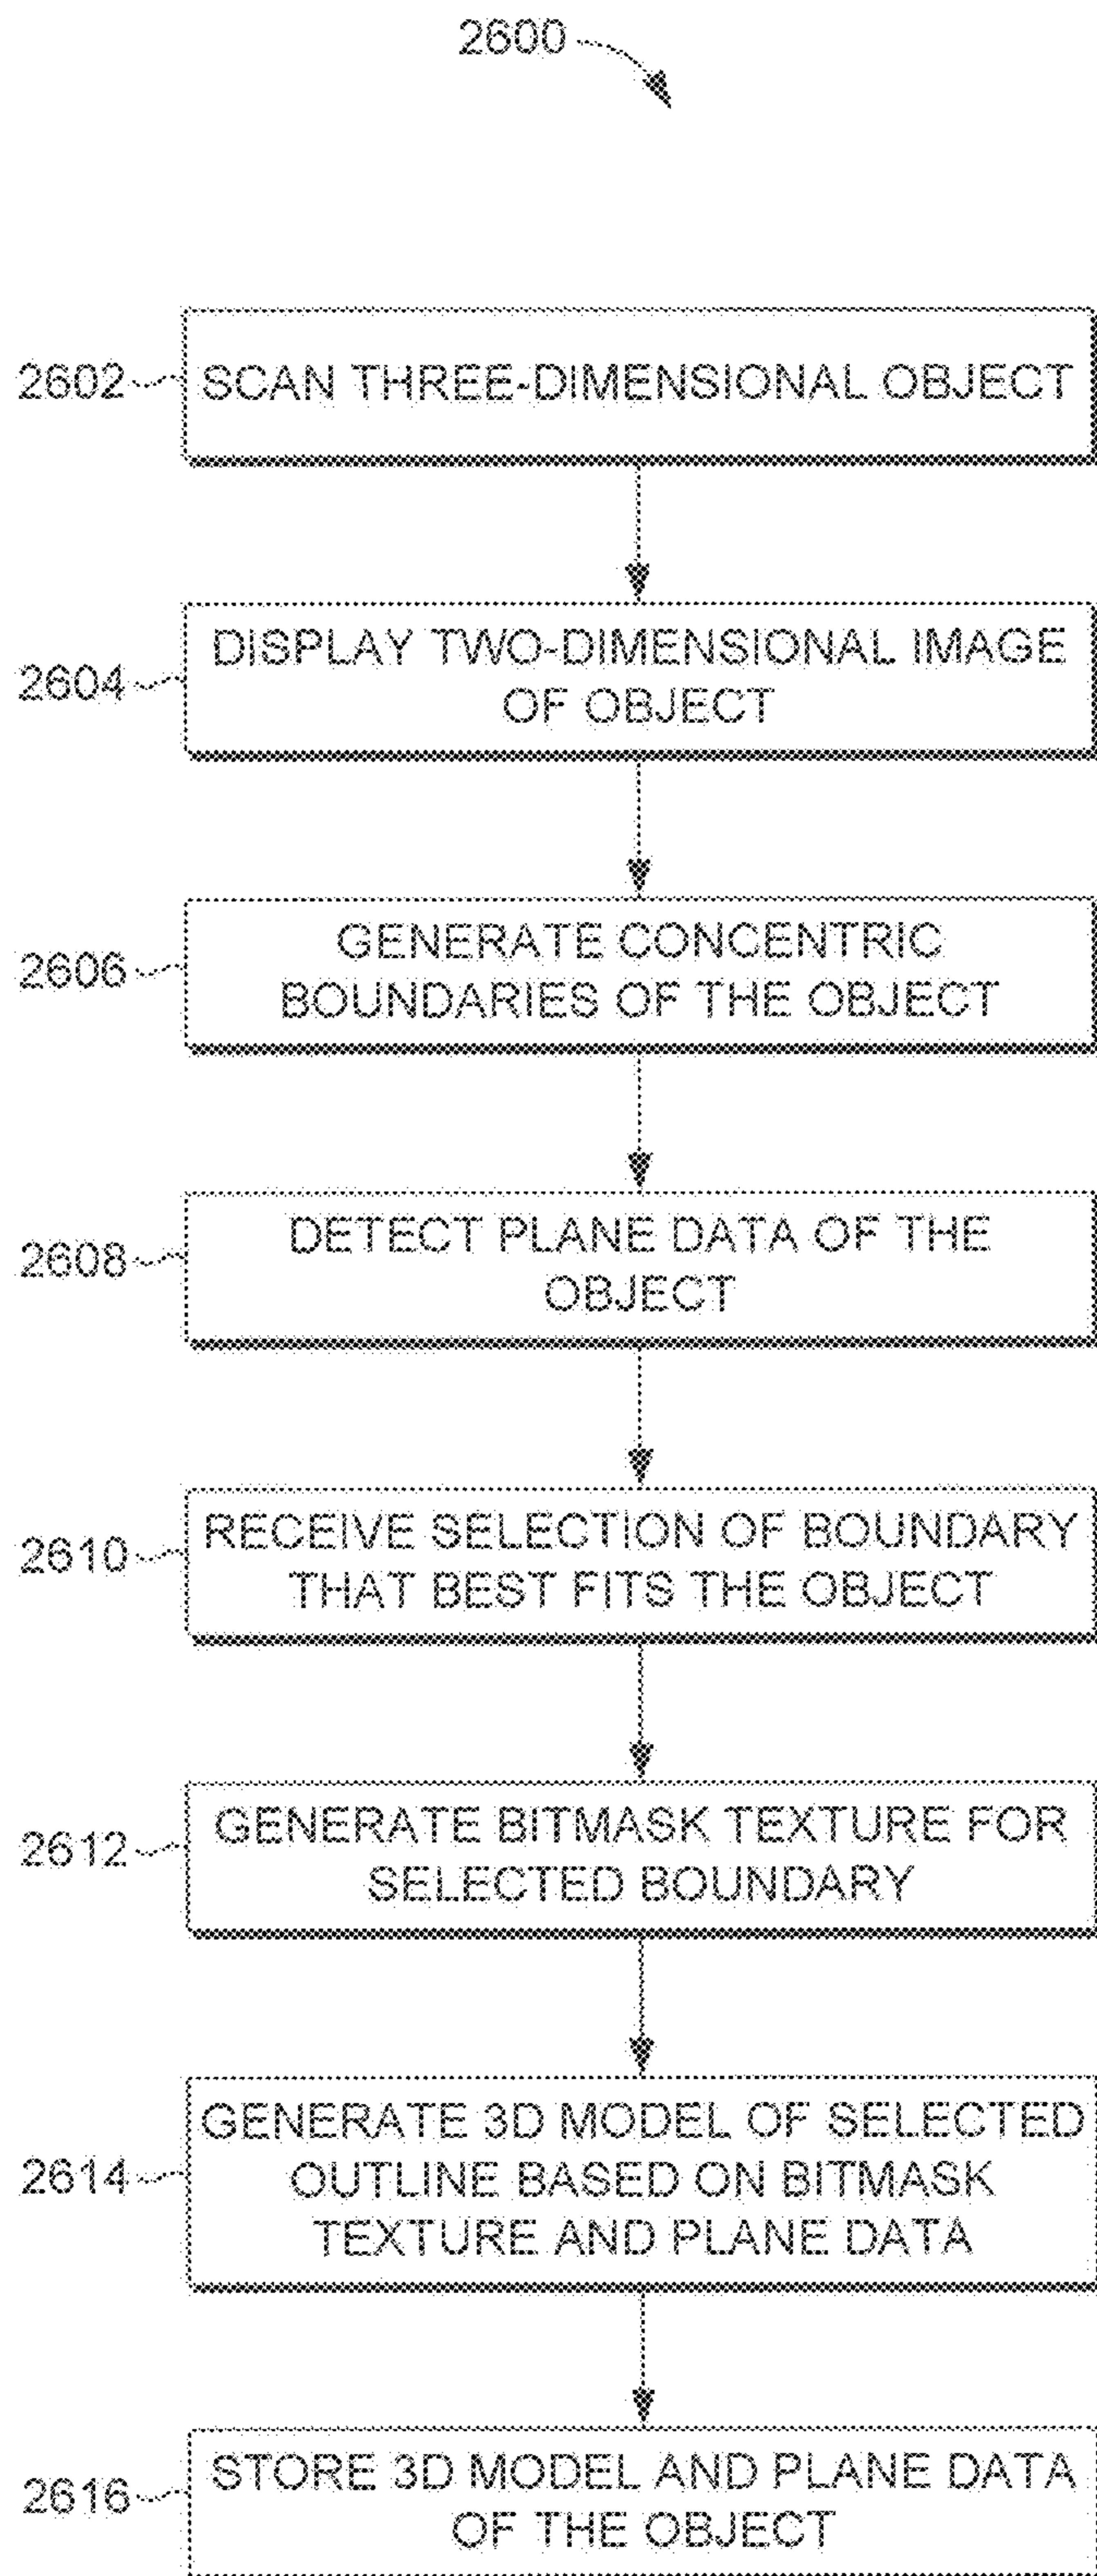 2600
2602
SCAN THREE-DIMENSIONAL OBJECT
2604
DISPLAY TWO-DIMENSIONAL IMAGE
OF OBJECT
2606
GENERATE CONCENTRIC
BOUNDARIES OF THE OBJECT
2608
DETECT PLANE DATA OF THE
OBJECT
2610
RECEIVE SELECTION OF BOUNDARY
THAT BEST FITS THE OBJECT
2612
GENERATE BITMASK TEXTURE FOR
SELECTED BOUNDARY
2614
GENERATE 3D MODEL OF SELECTED
OUTLINE BASED ON BITMASK
TEXTURE AND PLANE DATA
2616
STORE 3D MODEL AND PLANE DATA
OF THE OBJECT